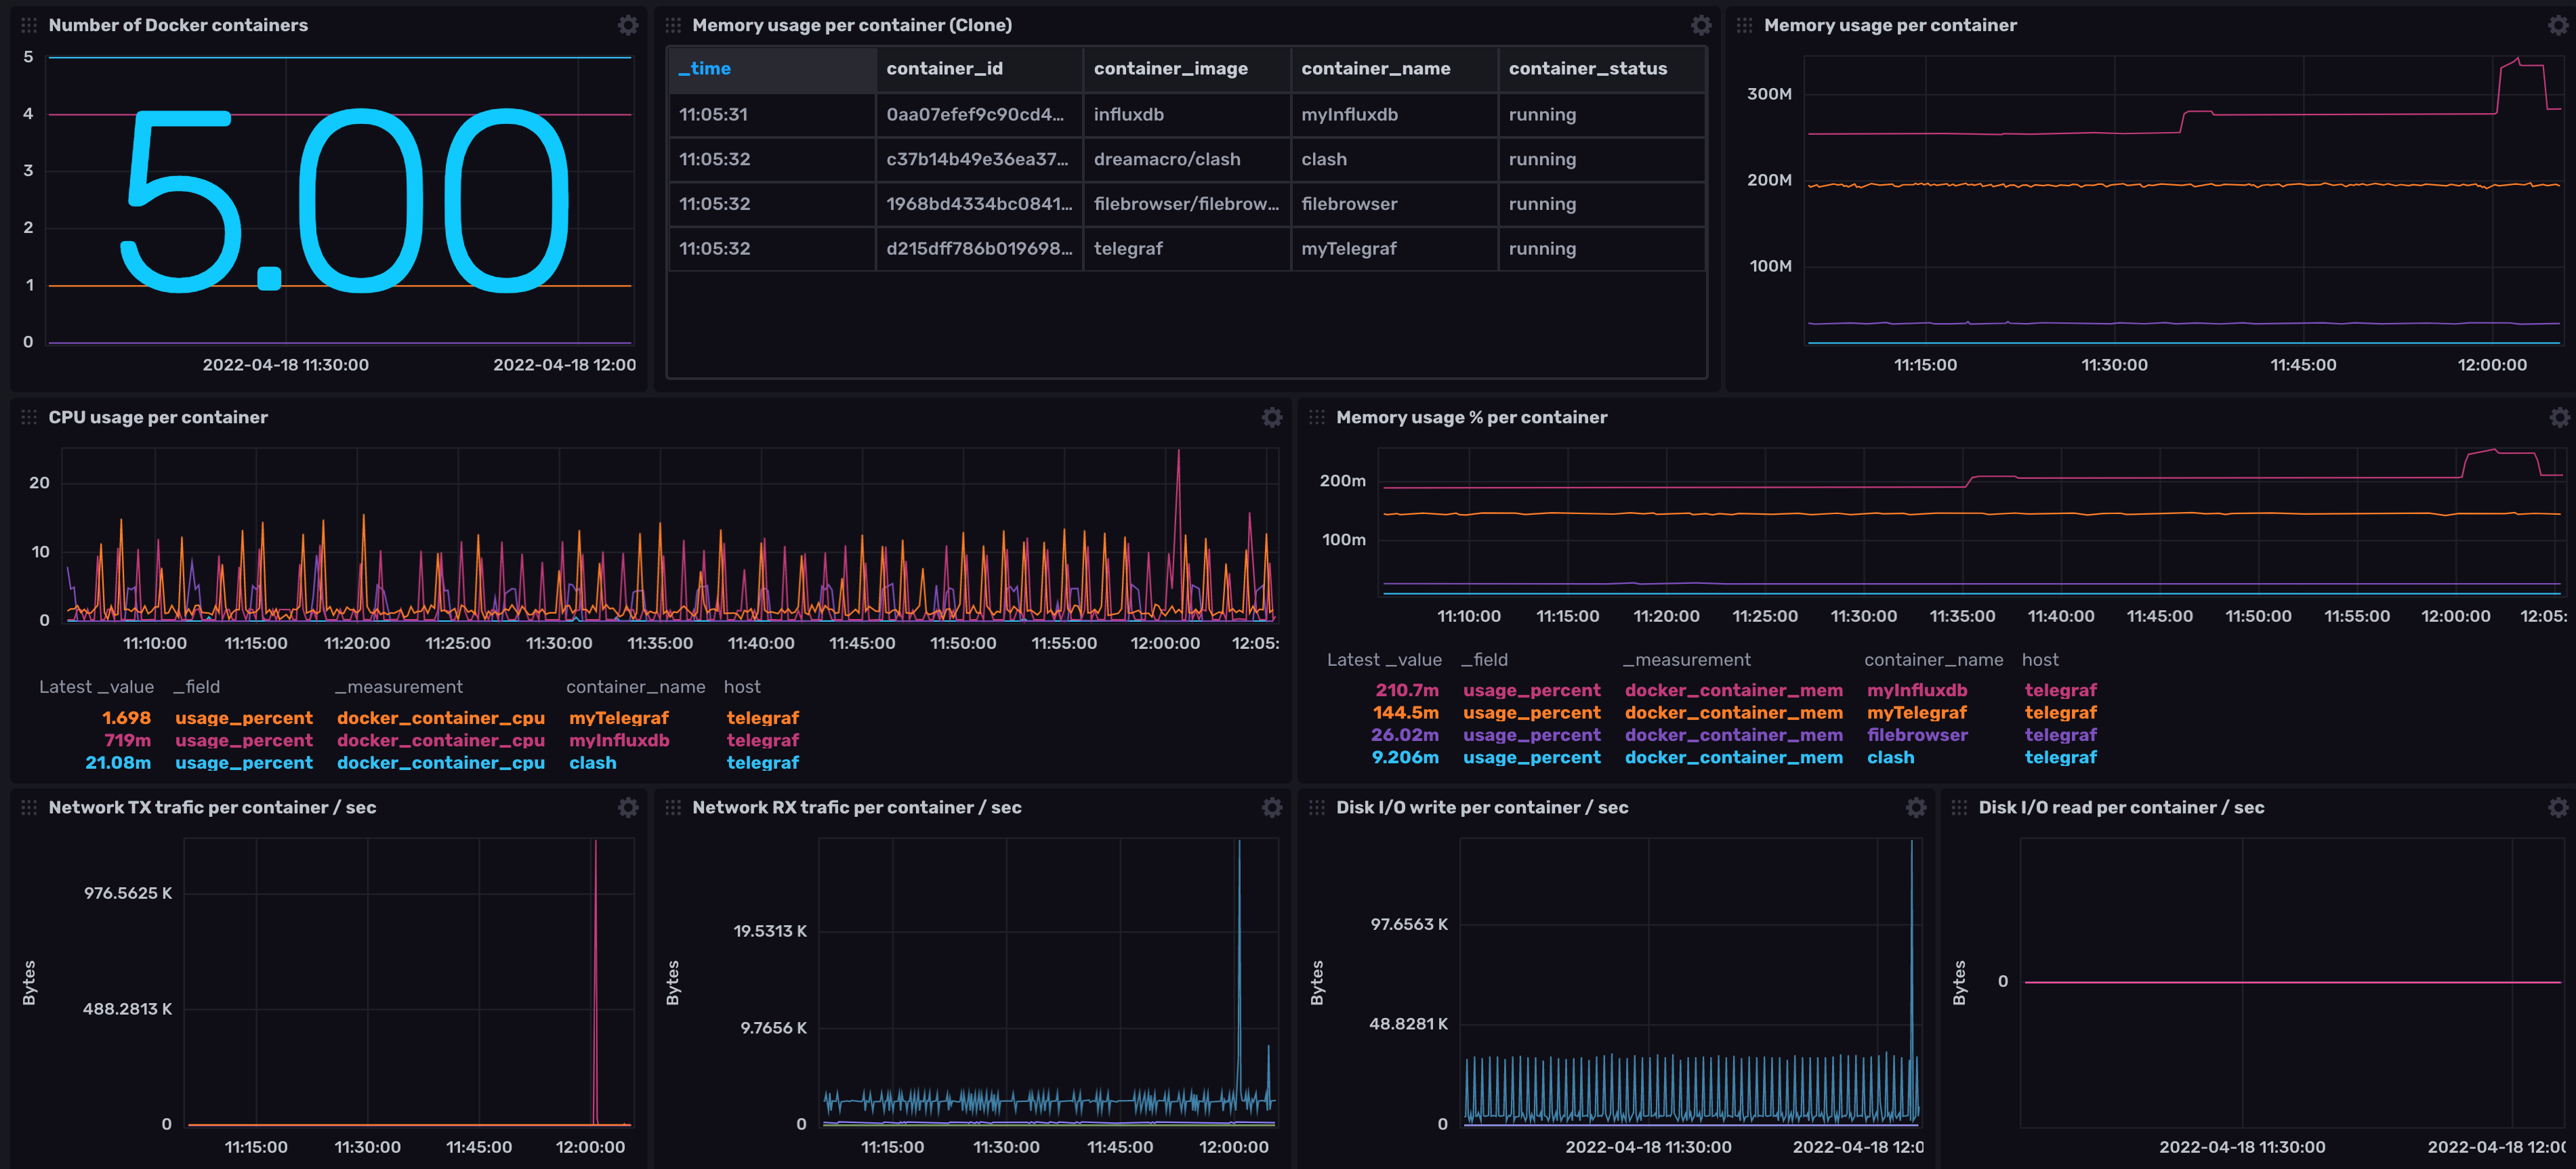 Number of Docker containers
5
4
3
2
1
0
5.00
2022-04-18 11:30:00 2022-04-18 12:00
Memory usage per container (Clone)
_time container_id container_image container_name container_status
11:05:31 0aa07efef9c90cd4... influxdb myInfluxdb running
11:05:32 c37b14b49e36ea37... dreamacro/clash clash running
11:05:32 1968bd4334bc0841... filebrowser/filebrow... filebrowser running
11:05:32 d215dff786b019698... telegraf myTelegraf running
Memory usage per container
300M
200M
100M
11:15:00 11:30:00 11:45:00 12:00:00
CPU usage per container
20
10
0
11:10:00 11:15:00 11:20:00 11:25:00 11:30:00 11:35:00 11:40:00 11:45:00 11:50:00 11:55:00 12:00:00 12:05:
Latest _value _field _measurement container_name host
1.698 usage_percent docker_container_cpu myTelegraf telegraf
719m usage_percent docker_container_cpu myInfluxdb telegraf
21.08m usage_percent docker_container_cpu clash telegraf
Memory usage % per container
200m
100m
11:10:00 11:15:00 11:20:00 11:25:00 11:30:00 11:35:00 11:40:00 11:45:00 11:50:00 11:55:00 12:00:00 12:05:
Latest _value _field _measurement container_name host
210.7m usage_percent docker_container_mem myInfluxdb telegraf
144.5m usage_percent docker_container_mem myTelegraf telegraf
26.02m usage_percent docker_container_mem filebrowser telegraf
9.206m usage_percent docker_container_mem clash telegraf
Network TX trafic per container / sec
Bytes
976.5625 K
488.2813 K
0
11:15:00 11:30:00 11:45:00 12:00:00
Network RX trafic per container / sec
Bytes
19.5313 K
9.7656 K
0
11:15:00 11:30:00 11:45:00 12:00:00
Disk I/O write per container / sec
Bytes
97.6563 K
48.8281 K
0
2022-04-18 11:30:00 2022-04-18 12:0
Disk I/O read per container / sec
Bytes
0
2022-04-18 11:30:00 2022-04-18 12:00